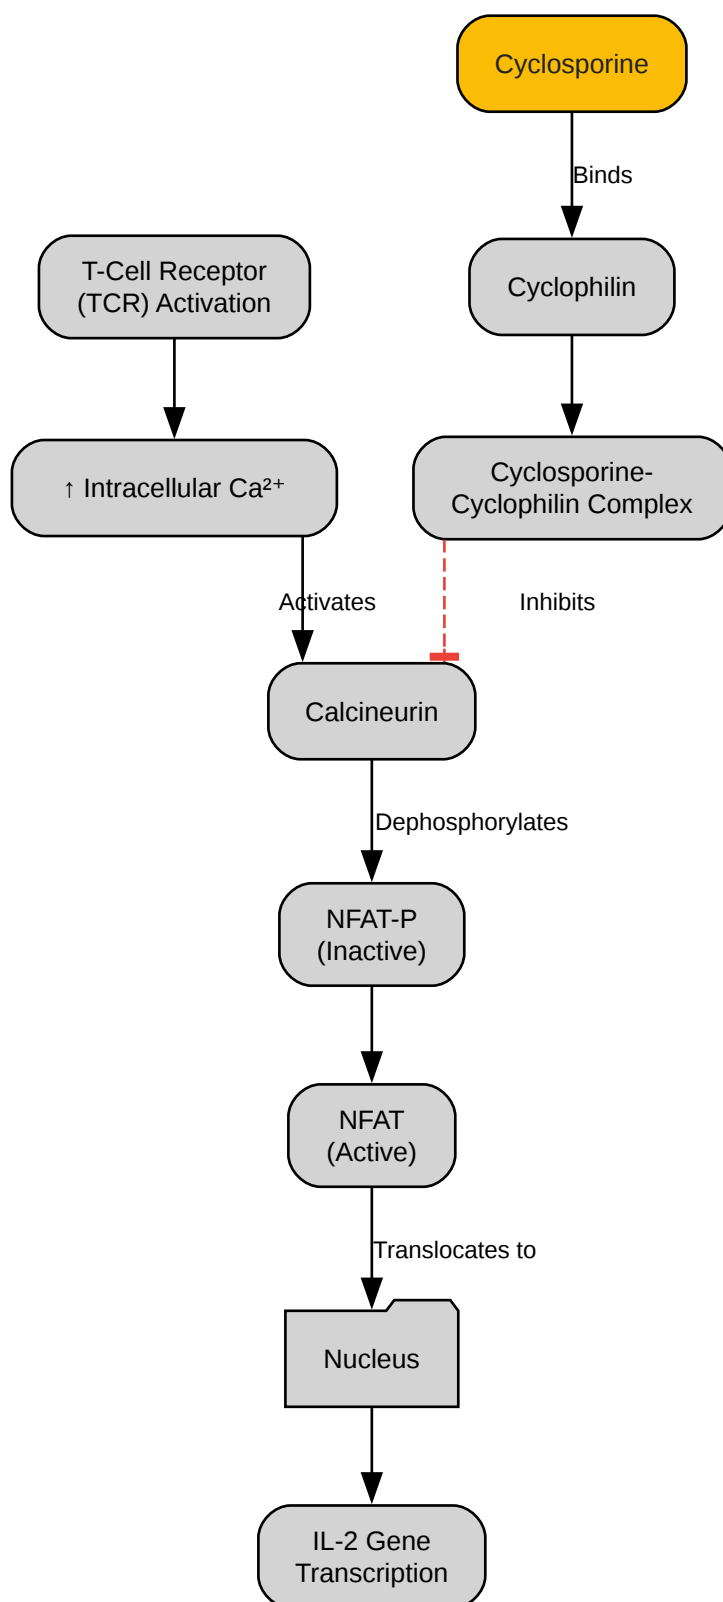 Cyclosporine
Binds
T-Cell Receptor
(TCR) Activation
Cyclophilin
↑ Intracellular Ca²⁺
Cyclosporine-
Cyclophilin Complex
Activates
Inhibits
Calcineurin
Dephosphorylates
NFAT-P
(Inactive)
NFAT
(Active)
Translocates to
Nucleus
IL-2 Gene
Transcription